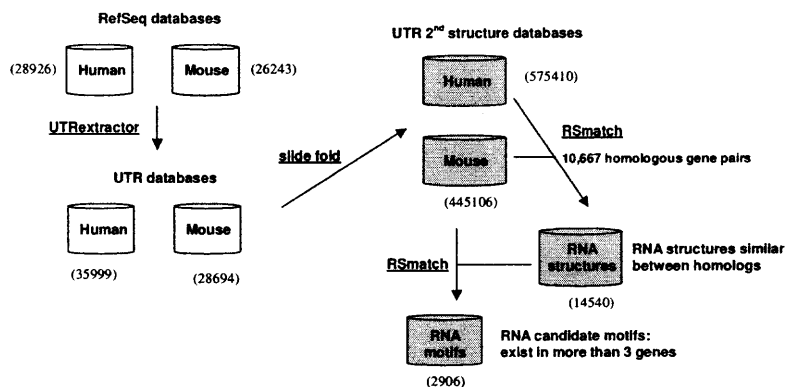 RefSeq databases
(28926)
Human
Mouse
(26243)
UTRextractor
UTR databases
Human
Mouse
(35999)
(28694)
slide fold
UTR 2nd structure databases
Human
(575410)
Mouse
(445106)
RSmatch
10,667 homologous gene pairs
RNA structures
(14540)
RNA structures similar
between homologs
RSmatch
RNA motifs
(2906)
RNA candidate motifs:
exist in more than 3 genes